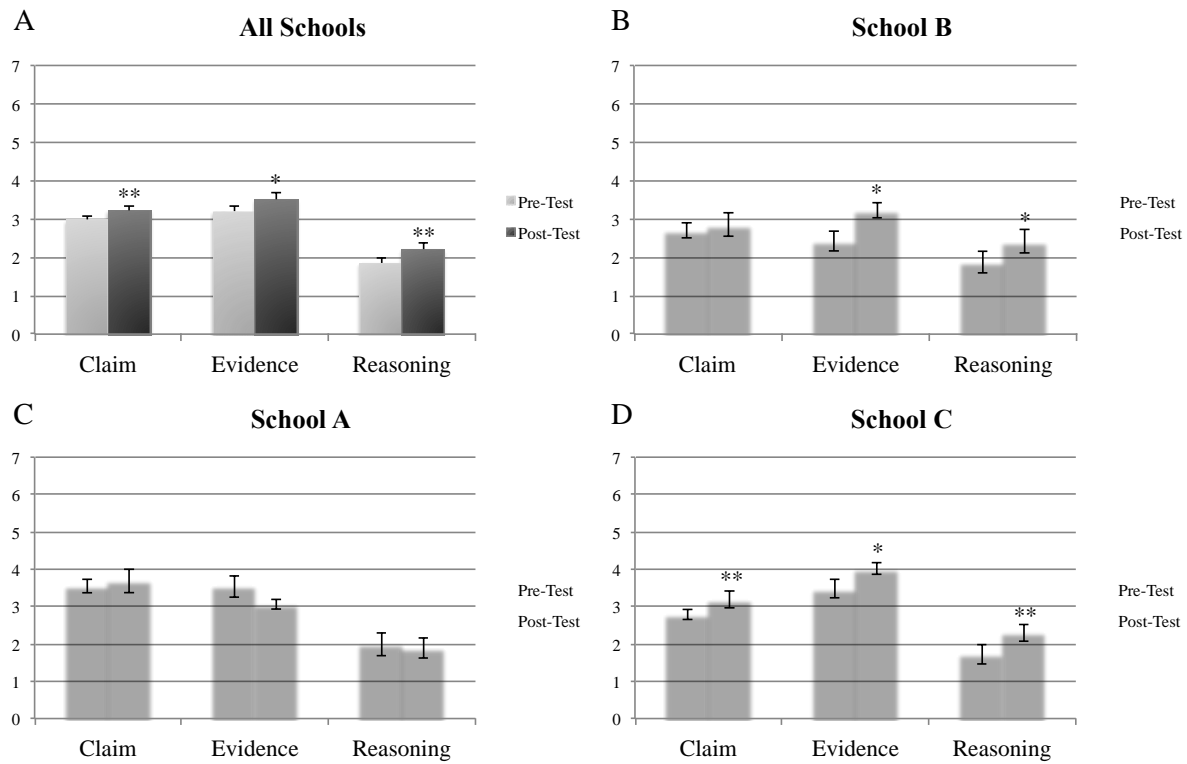 A
All Schools
7
6
5
4
3
2
1
0
**
*
**
Claim
Evidence
Reasoning
Pre-Test
Post-Test
B
School B
7
6
5
4
3
2
1
0
*
*
Claim
Evidence
Reasoning
Pre-Test
Post-Test
C
School A
7
6
5
4
3
2
1
0
Claim
Evidence
Reasoning
Pre-Test
Post-Test
D
School C
7
6
5
4
3
2
1
0
**
*
**
Claim
Evidence
Reasoning
Pre-Test
Post-Test